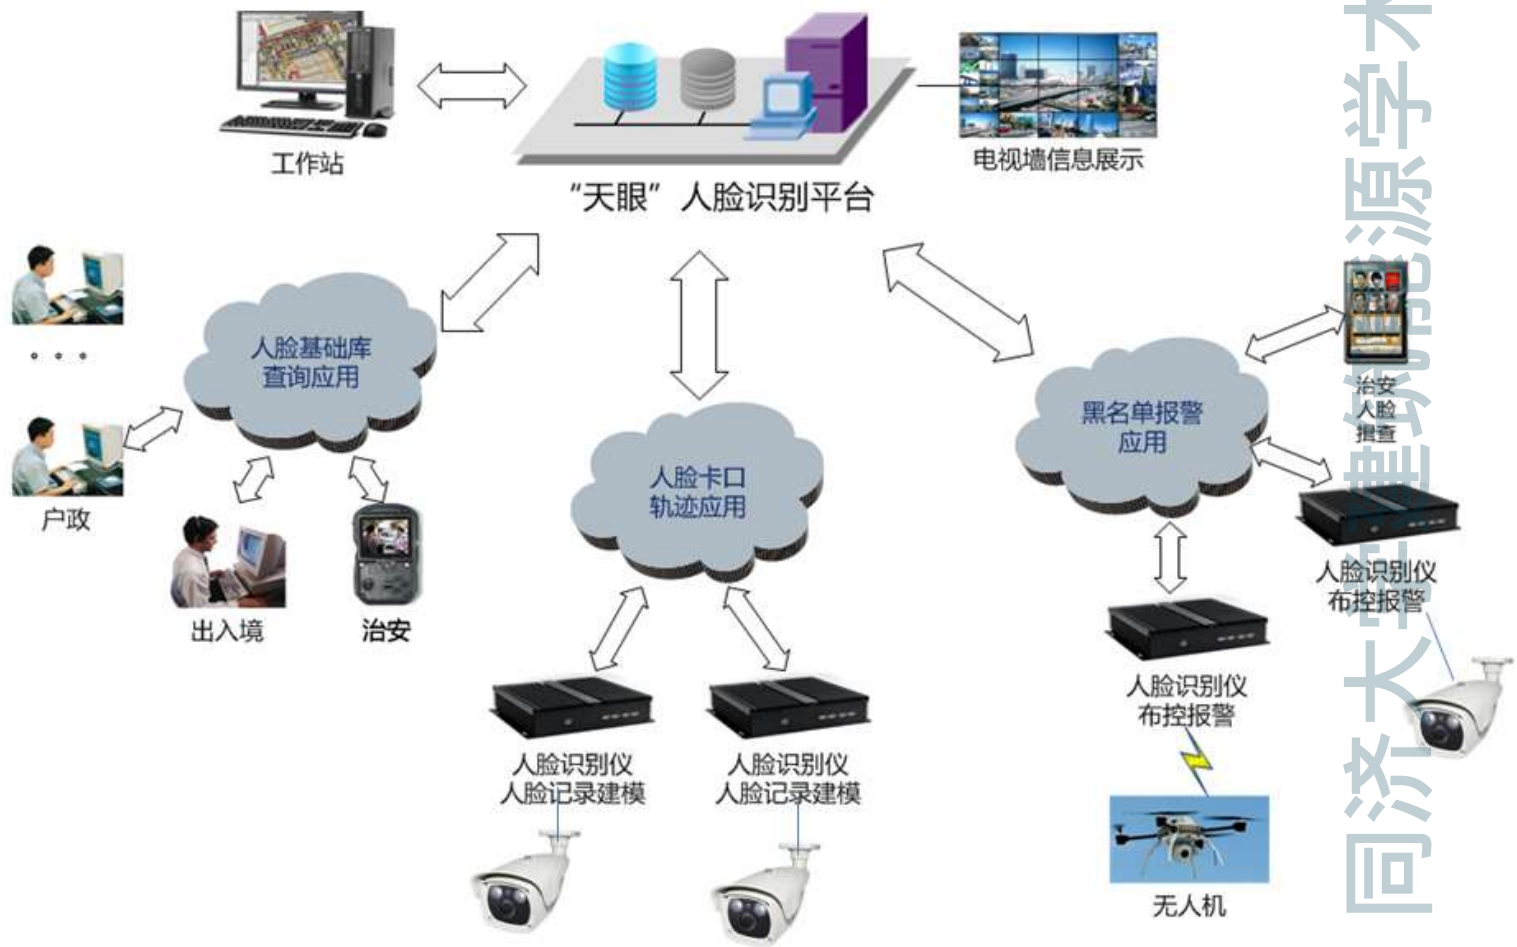 工作站
电视墙信息展示
“天�”人脸识别平台
人脸基础库
查询应用
户政
出入境
治安
人脸卡口
轨迹应用
人脸识别仪
人脸记录建模
人脸识别仪
人脸记录建模
黑名单报警
应用
治安
人脸
搜查
人脸识别仪
布控报警
人脸识别仪
布控报警
无人机
同济大学
能源学术